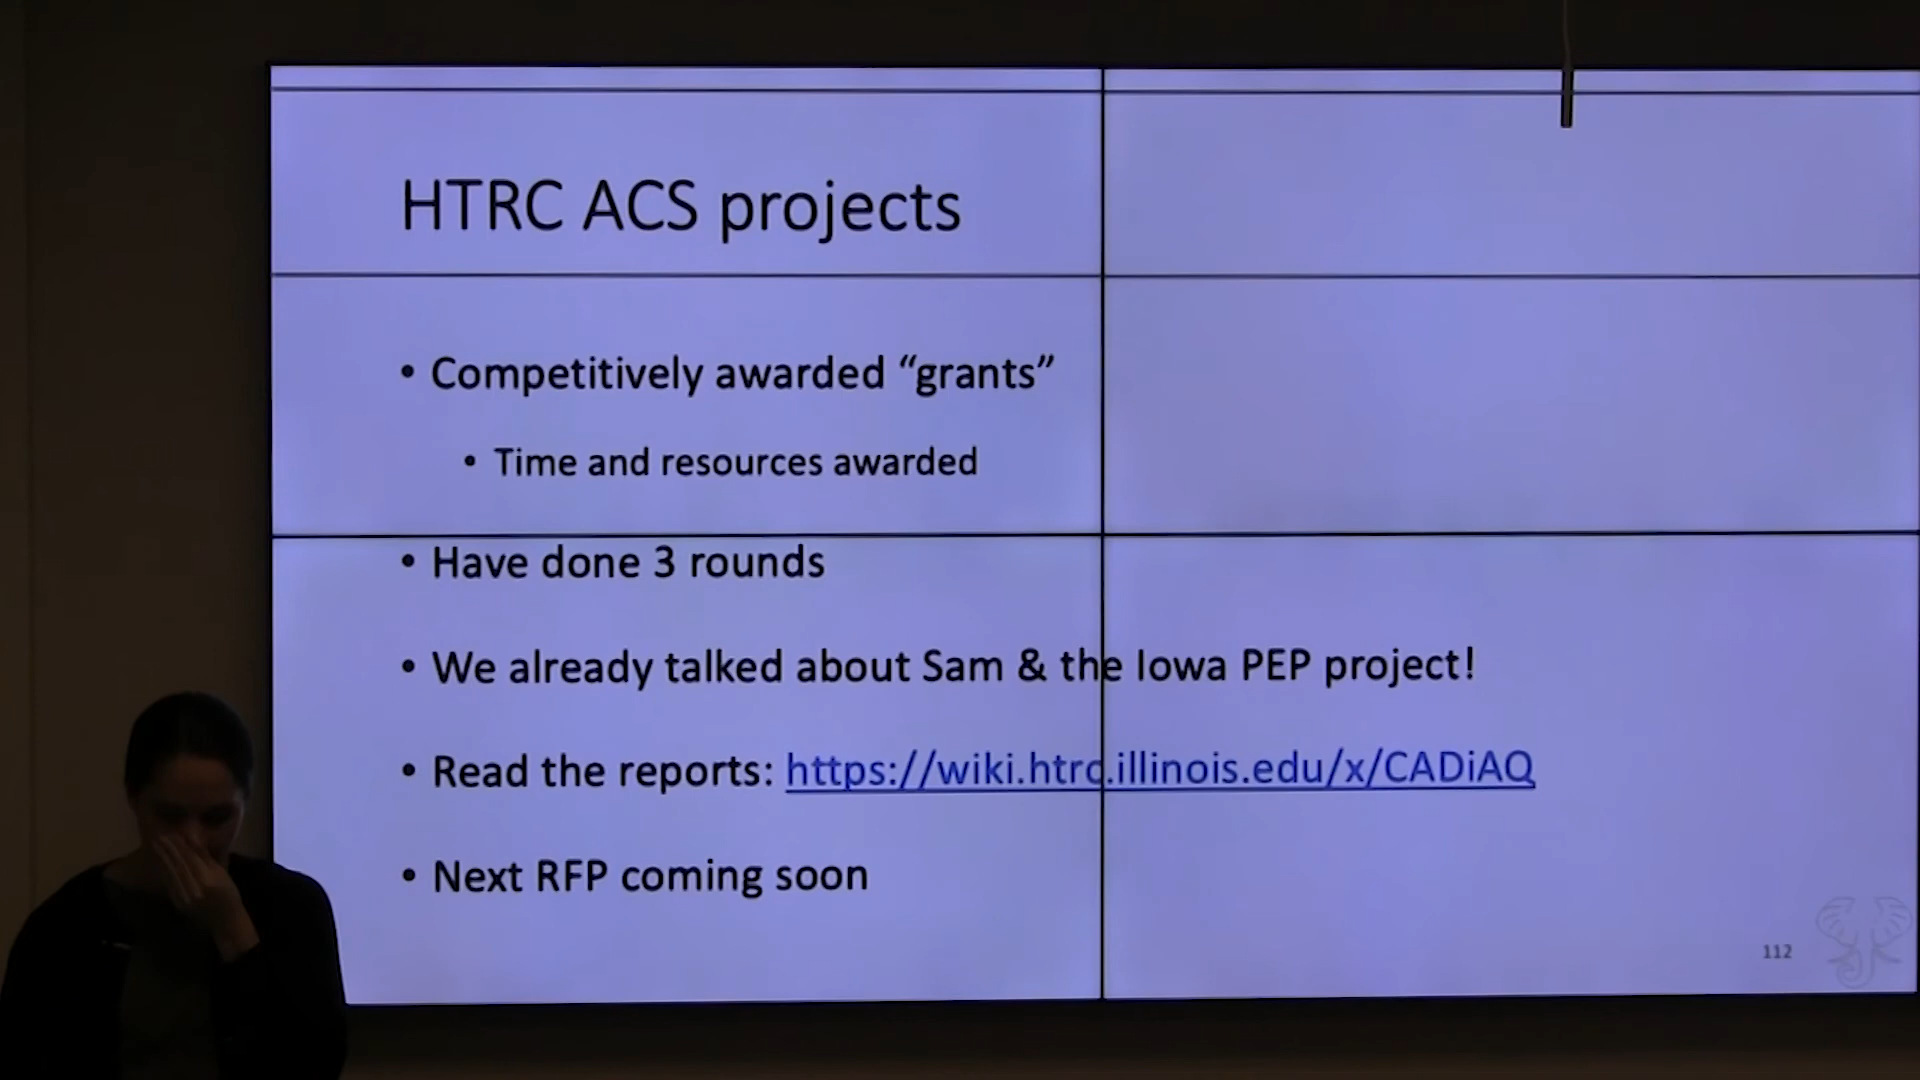 HTRC ACS projects
• Competitively awarded “grants”
• Time and resources awarded
• Have done 3 rounds
• We already talked about Sam & the Iowa PEP project!
• Read the reports: https://wiki.htrc.illinois.edu/x/CADiAQ
• Next RFP coming soon
112